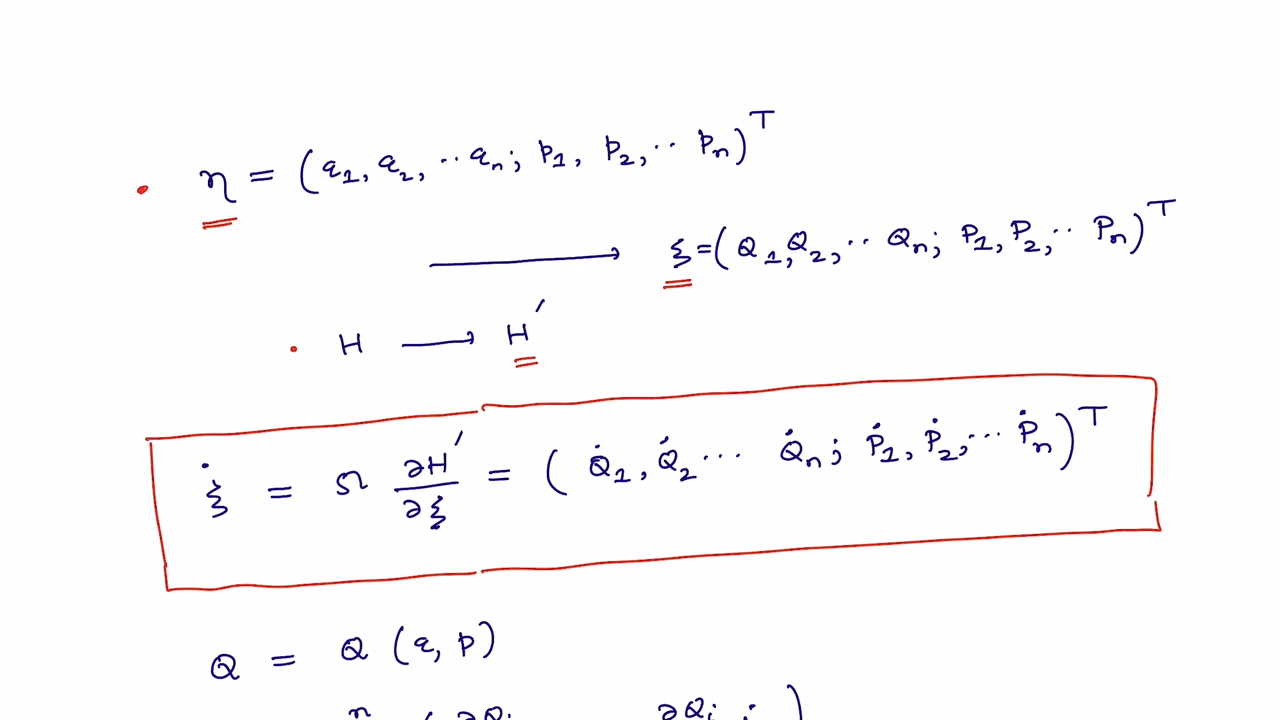 • η = (q₁, q₂, ·· qₙ; p₁, p₂, ·· pₙ)ᵀ
⟶ ξ = (Q₁, Q₂, ·· Qₙ; P₁, P₂, ·· Pₙ)ᵀ
• H ⟶ H′
ξ̇ = Ω ∂H′/∂ξ = (Q̇₁, Q̇₂ ··· Q̇ₙ; Ṗ₁, Ṗ₂, ··· Ṗₙ)ᵀ
Q = Q (q, p)